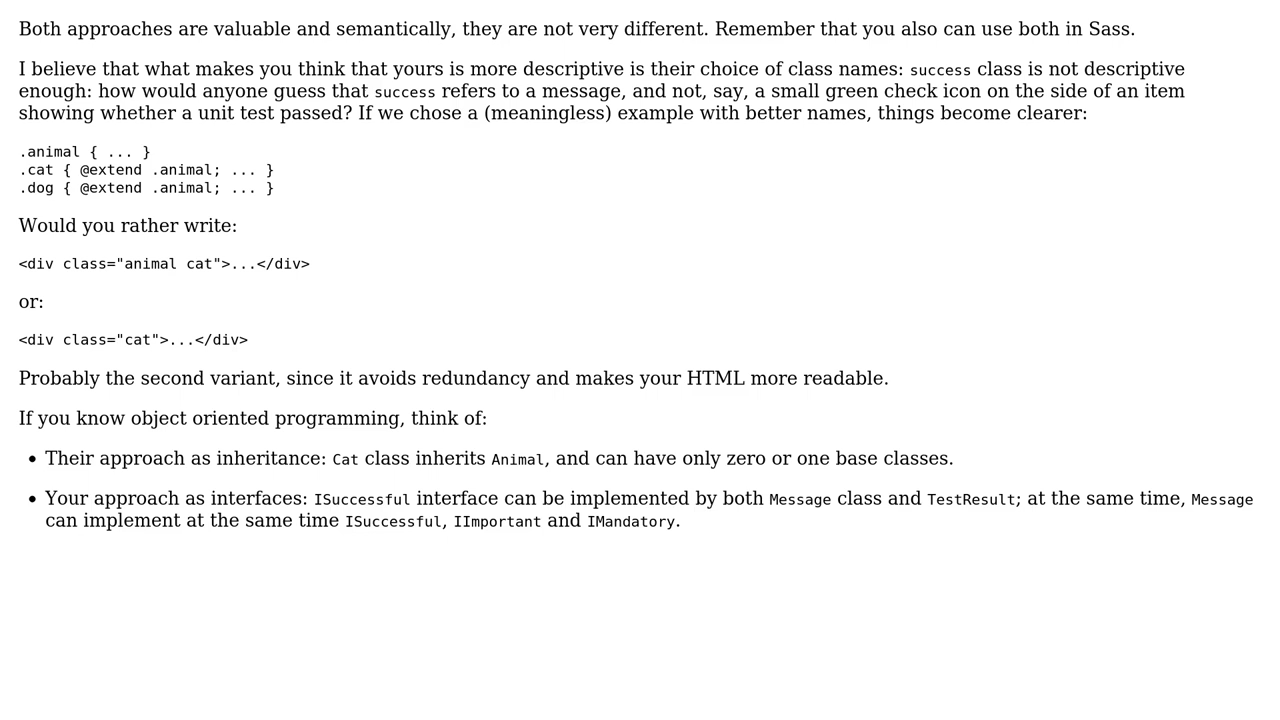 Both approaches are valuable and semantically, they are not very different. Remember that you also can use both in Sass.
I believe that what makes you think that yours is more descriptive is their choice of class names: success class is not descriptive
enough: how would anyone guess that success refers to a message, and not, say, a small green check icon on the side of an item
showing whether a unit test passed? If we chose a (meaningless) example with better names, things become clearer:
.animal { ... }
.cat { @extend .animal; ... }
.dog { @extend .animal; ... }
Would you rather write:
<div class="animal cat">...</div>
or:
<div class="cat">...</div>
Probably the second variant, since it avoids redundancy and makes your HTML more readable.
If you know object oriented programming, think of:
• Their approach as inheritance: Cat class inherits Animal, and can have only zero or one base classes.
• Your approach as interfaces: ISuccessful interface can be implemented by both Message class and TestResult; at the same time, Message
can implement at the same time ISuccessful, IImportant and IMandatory.